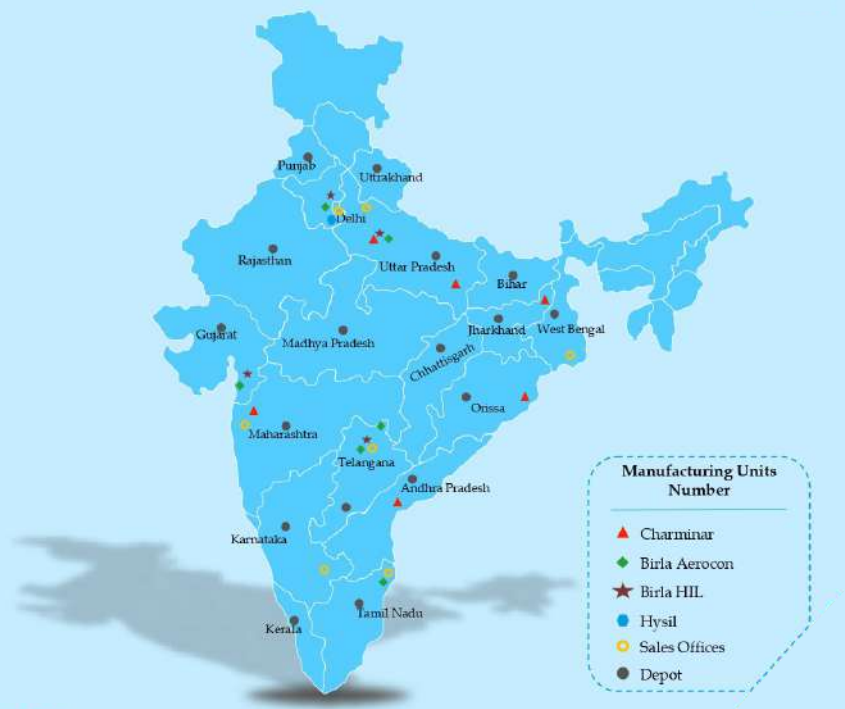 Punjab
Uttrakhand
Delhi
Rajasthan
Uttar Pradesh
Bihar
Gujarat
Madhya Pradesh
Jharkhand
West Bengal
Chhattisgarh
Orissa
Maharashtra
Telangana
Andhra Pradesh
Karnataka
Tamil Nadu
Kerala
Manufacturing Units
Number
Charminar
Birla Aerocon
Birla HIL
Hysil
Sales Offices
Depot